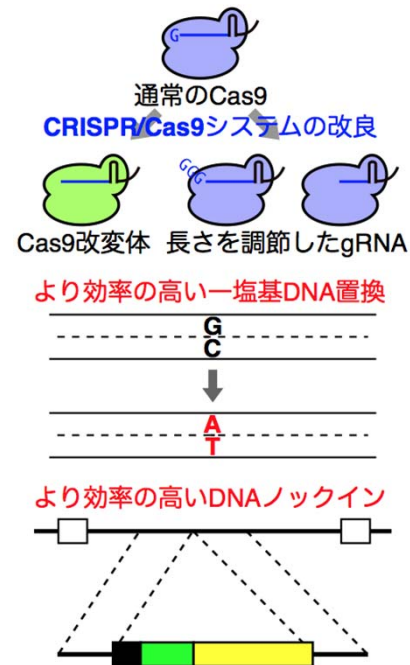 G
通常のCas9
CRISPR/Cas9システムの改良
GCG
Cas9改変体 長さを調節したgRNA
より効率の高い一塩基DNA置換
G
C
A
T
より効率の高いDNAノックイン